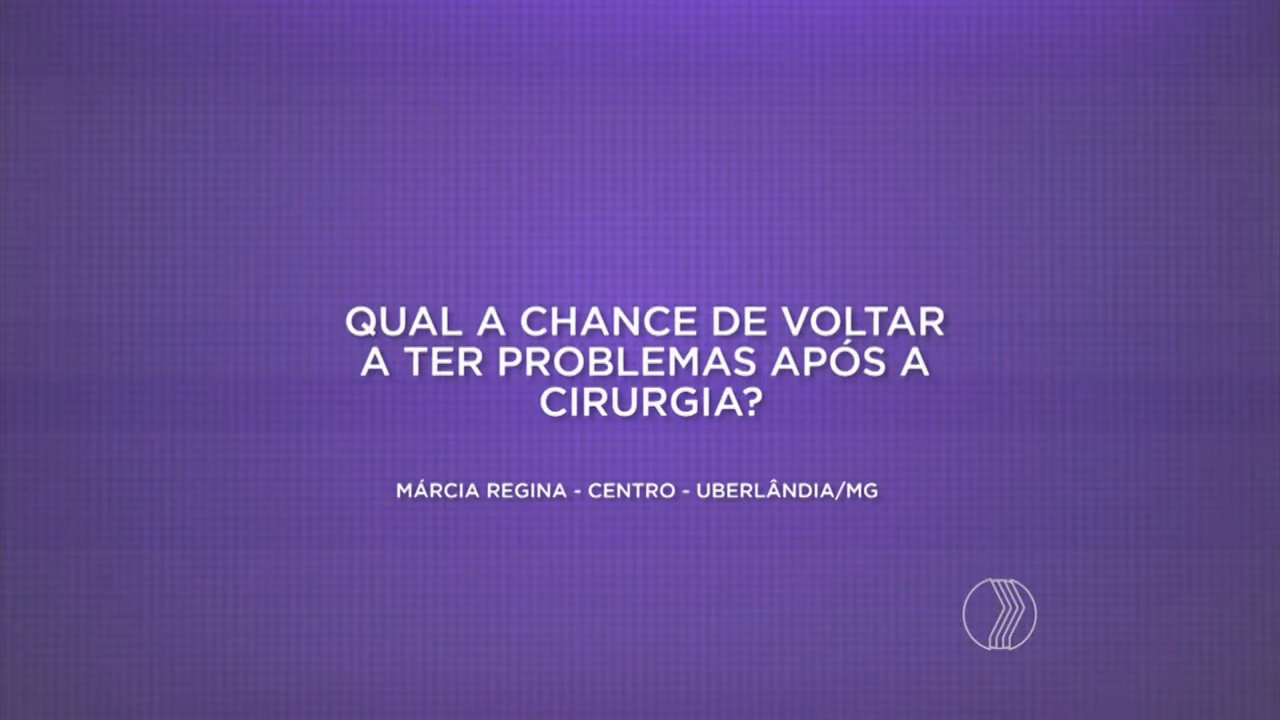 QUAL A CHANCE DE VOLTAR
A TER PROBLEMAS APÓS A
CIRURGIA?
MÁRCIA REGINA - CENTRO - UBERLÂNDIA/MG